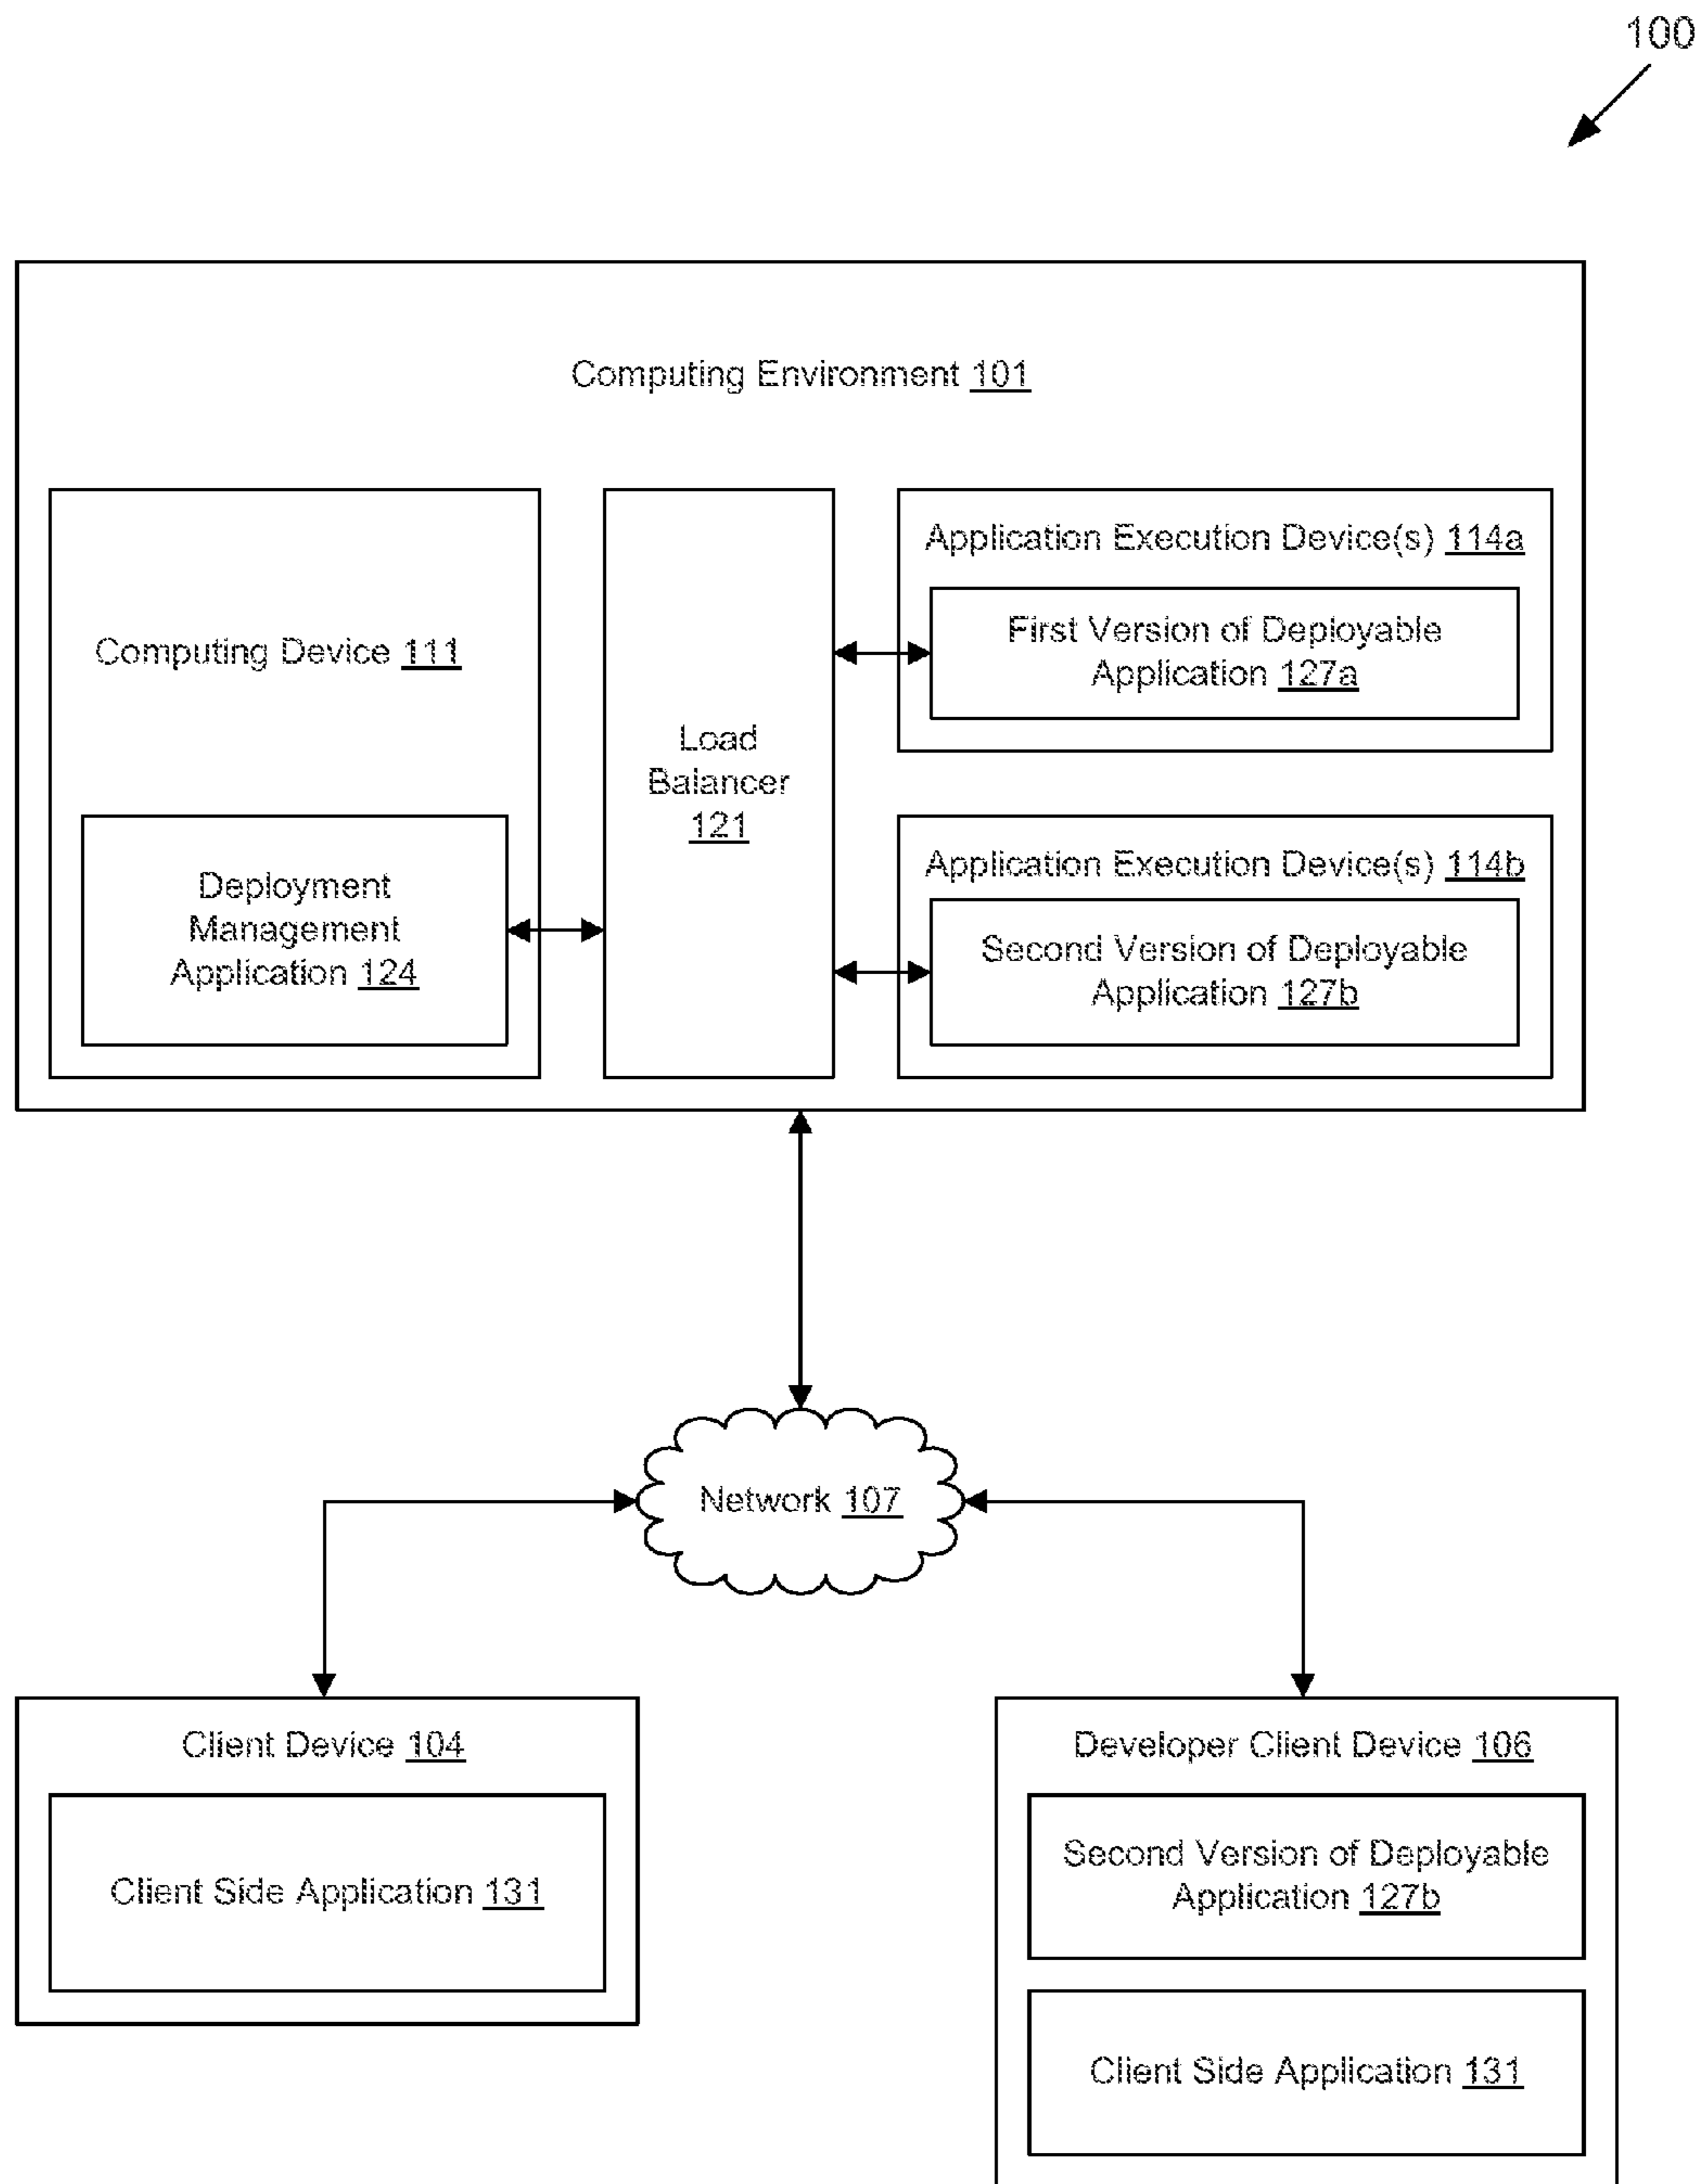 100
Computing Environment 101
Computing Device 111
Deployment
Management
Application 124
Load
Balancer
121
Application Execution Device(s) 114a
First Version of Deployable
Application 127a
Application Execution Device(s) 114b
Second Version of Deployable
Application 127b
Network 107
Client Device 104
Client Side Application 131
Developer Client Device 106
Second Version of Deployable
Application 127b
Client Side Application 131